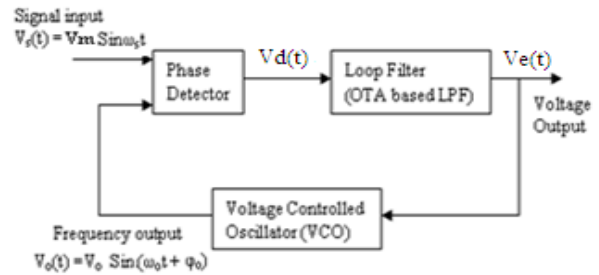 Signal input
Vs(t) = Vm Sinωst
Phase
Detector
Vd(t)
Loop Filter
(OTA based LPF)
Ve(t)
Voltage
Output
Voltage Controlled
Oscillator (VCO)
Frequency output
Vo(t) = Vo Sin(ωot + φo)